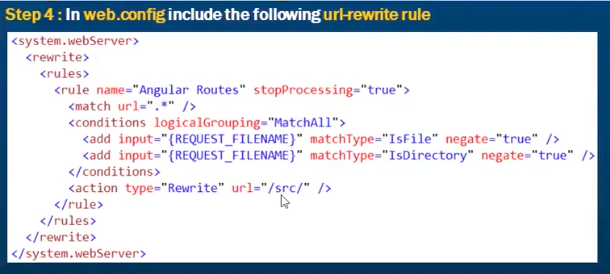 Step 4 : In web.config include the following url-rewrite rule
<system.webServer>
  <rewrite>
    <rules>
      <rule name="Angular Routes" stopProcessing="true">
        <match url=".*" />
        <conditions logicalGrouping="MatchAll">
          <add input="{REQUEST_FILENAME}" matchType="IsFile" negate="true" />
          <add input="{REQUEST_FILENAME}" matchType="IsDirectory" negate="true" />
        </conditions>
        <action type="Rewrite" url="/src/" />
      </rule>
    </rules>
  </rewrite>
</system.webServer>